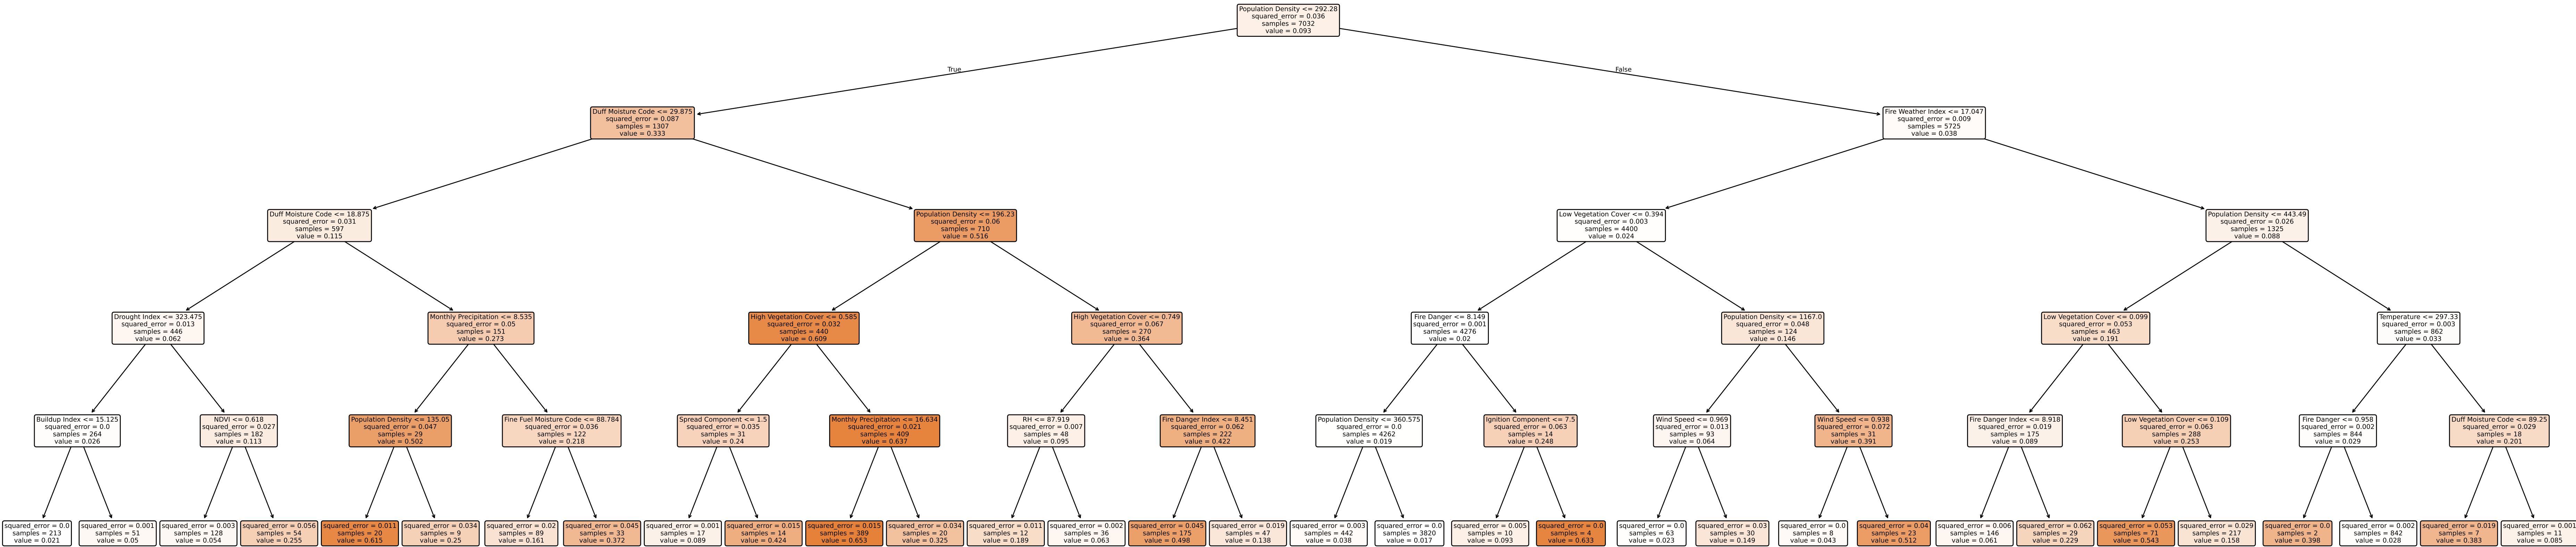 Population Density <= 292.28
squared_error = 0.036
samples = 7032
value = 0.093
True
False
Duff Moisture Code <= 29.875
squared_error = 0.087
samples = 1307
value = 0.333
Fire Weather Index <= 17.047
squared_error = 0.009
samples = 5725
value = 0.038
Duff Moisture Code <= 18.875
squared_error = 0.031
samples = 597
value = 0.115
Population Density <= 196.23
squared_error = 0.06
samples = 710
value = 0.516
Low Vegetation Cover <= 0.394
squared_error = 0.003
samples = 4400
value = 0.024
Population Density <= 443.49
squared_error = 0.026
samples = 1325
value = 0.088
Drought Index <= 323.475
squared_error = 0.013
samples = 446
value = 0.062
Monthly Precipitation <= 8.535
squared_error = 0.05
samples = 151
value = 0.273
High Vegetation Cover <= 0.585
squared_error = 0.032
samples = 440
value = 0.609
High Vegetation Cover <= 0.749
squared_error = 0.067
samples = 270
value = 0.364
Fire Danger <= 8.149
squared_error = 0.001
samples = 4276
value = 0.02
Population Density <= 1167.0
squared_error = 0.048
samples = 124
value = 0.146
Low Vegetation Cover <= 0.099
squared_error = 0.053
samples = 463
value = 0.191
Temperature <= 297.33
squared_error = 0.003
samples = 862
value = 0.033
Buildup Index <= 15.125
squared_error = 0.0
samples = 264
value = 0.026
NDVI <= 0.618
squared_error = 0.027
samples = 182
value = 0.113
Population Density <= 135.05
squared_error = 0.047
samples = 29
value = 0.502
Fine Fuel Moisture Code <= 88.784
squared_error = 0.036
samples = 122
value = 0.218
Spread Component <= 1.5
squared_error = 0.035
samples = 31
value = 0.24
Monthly Precipitation <= 16.634
squared_error = 0.021
samples = 409
value = 0.637
RH <= 87.919
squared_error = 0.007
samples = 48
value = 0.095
Fire Danger Index <= 8.451
squared_error = 0.062
samples = 222
value = 0.422
Population Density <= 360.575
squared_error = 0.0
samples = 4262
value = 0.019
Ignition Component <= 7.5
squared_error = 0.063
samples = 14
value = 0.248
Wind Speed <= 0.969
squared_error = 0.013
samples = 93
value = 0.064
Wind Speed <= 0.938
squared_error = 0.072
samples = 31
value = 0.391
Fire Danger Index <= 8.918
squared_error = 0.019
samples = 175
value = 0.089
Low Vegetation Cover <= 0.109
squared_error = 0.063
samples = 288
value = 0.253
Fire Danger <= 0.958
squared_error = 0.002
samples = 844
value = 0.029
Duff Moisture Code <= 89.25
squared_error = 0.029
samples = 18
value = 0.201
squared_error = 0.0
samples = 213
value = 0.021
squared_error = 0.001
samples = 51
value = 0.05
squared_error = 0.003
samples = 128
value = 0.054
squared_error = 0.056
samples = 54
value = 0.255
squared_error = 0.011
samples = 20
value = 0.615
squared_error = 0.034
samples = 9
value = 0.25
squared_error = 0.02
samples = 89
value = 0.161
squared_error = 0.045
samples = 33
value = 0.372
squared_error = 0.001
samples = 17
value = 0.089
squared_error = 0.015
samples = 14
value = 0.424
squared_error = 0.015
samples = 389
value = 0.653
squared_error = 0.034
samples = 20
value = 0.325
squared_error = 0.011
samples = 12
value = 0.189
squared_error = 0.002
samples = 36
value = 0.063
squared_error = 0.045
samples = 175
value = 0.498
squared_error = 0.019
samples = 47
value = 0.138
squared_error = 0.003
samples = 442
value = 0.038
squared_error = 0.0
samples = 3820
value = 0.017
squared_error = 0.005
samples = 10
value = 0.093
squared_error = 0.0
samples = 4
value = 0.633
squared_error = 0.0
samples = 63
value = 0.023
squared_error = 0.03
samples = 30
value = 0.149
squared_error = 0.0
samples = 8
value = 0.043
squared_error = 0.04
samples = 23
value = 0.512
squared_error = 0.006
samples = 146
value = 0.061
squared_error = 0.062
samples = 29
value = 0.229
squared_error = 0.053
samples = 71
value = 0.543
squared_error = 0.029
samples = 217
value = 0.158
squared_error = 0.0
samples = 2
value = 0.398
squared_error = 0.002
samples = 842
value = 0.028
squared_error = 0.019
samples = 7
value = 0.383
squared_error = 0.001
samples = 11
value = 0.085